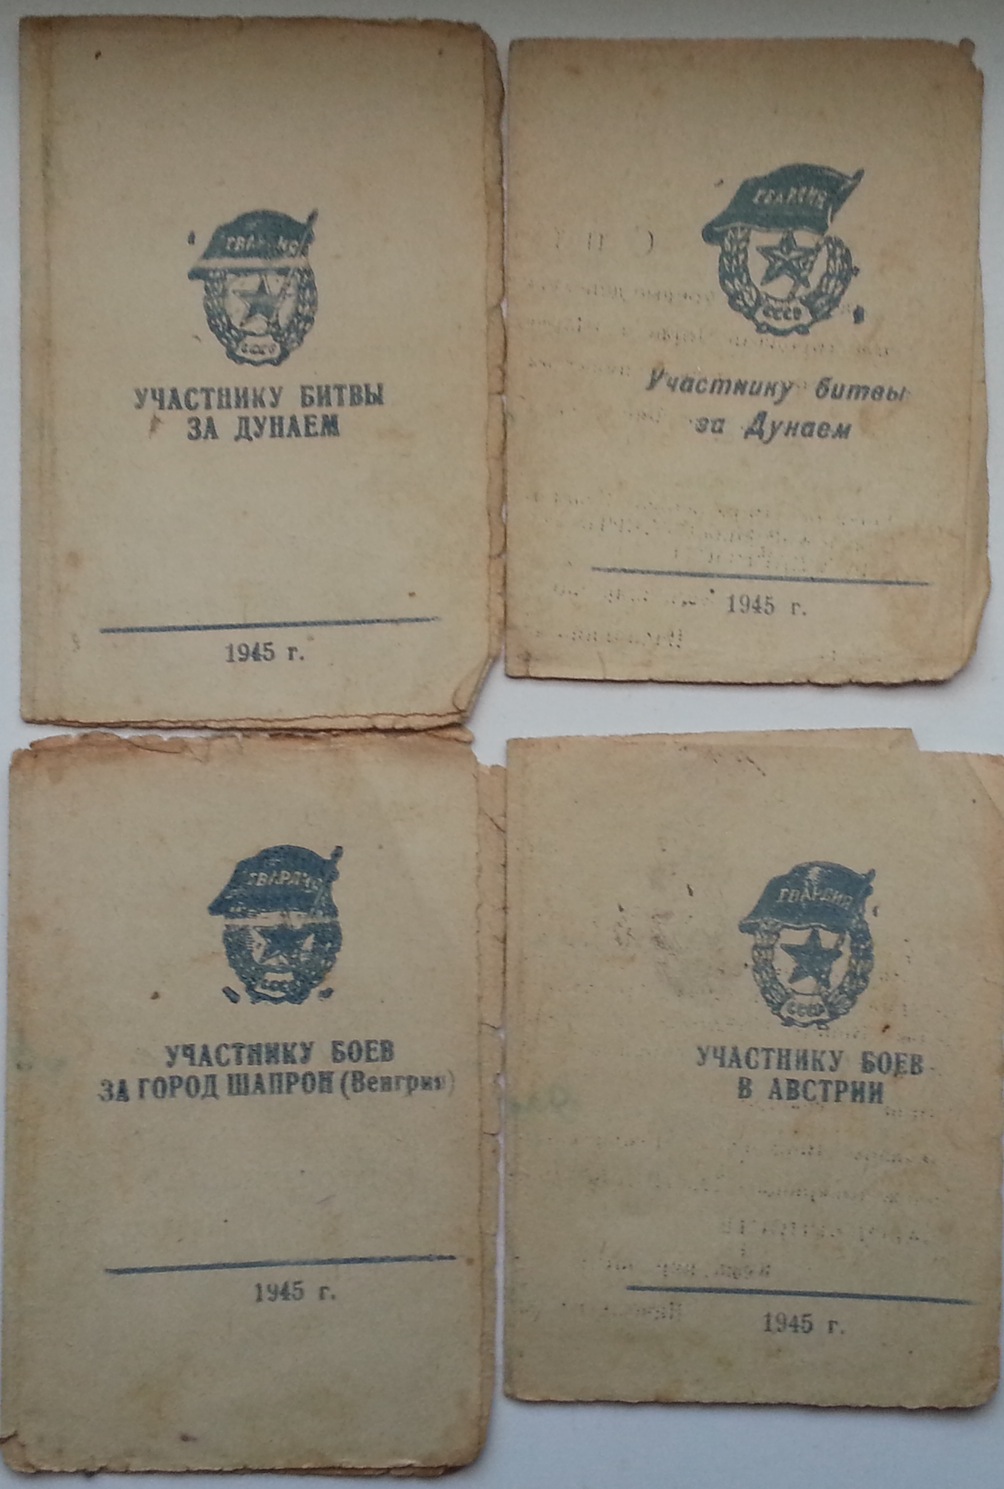 ГВАРДИЯ
СССР
УЧАСТНИКУ БИТВЫ
ЗА ДУНАЕМ
1945 г.
ГВАРДИЯ
СССР
Участнику битвы
за Дунаем
1945 г.
ГВАРДИЯ
СССР
УЧАСТНИКУ БОЕВ
ЗА ГОРОД ШАПРОН (Венгрия)
1945 г.
ГВАРДИЯ
СССР
УЧАСТНИКУ БОЕВ
В АВСТРИИ
1945 г.